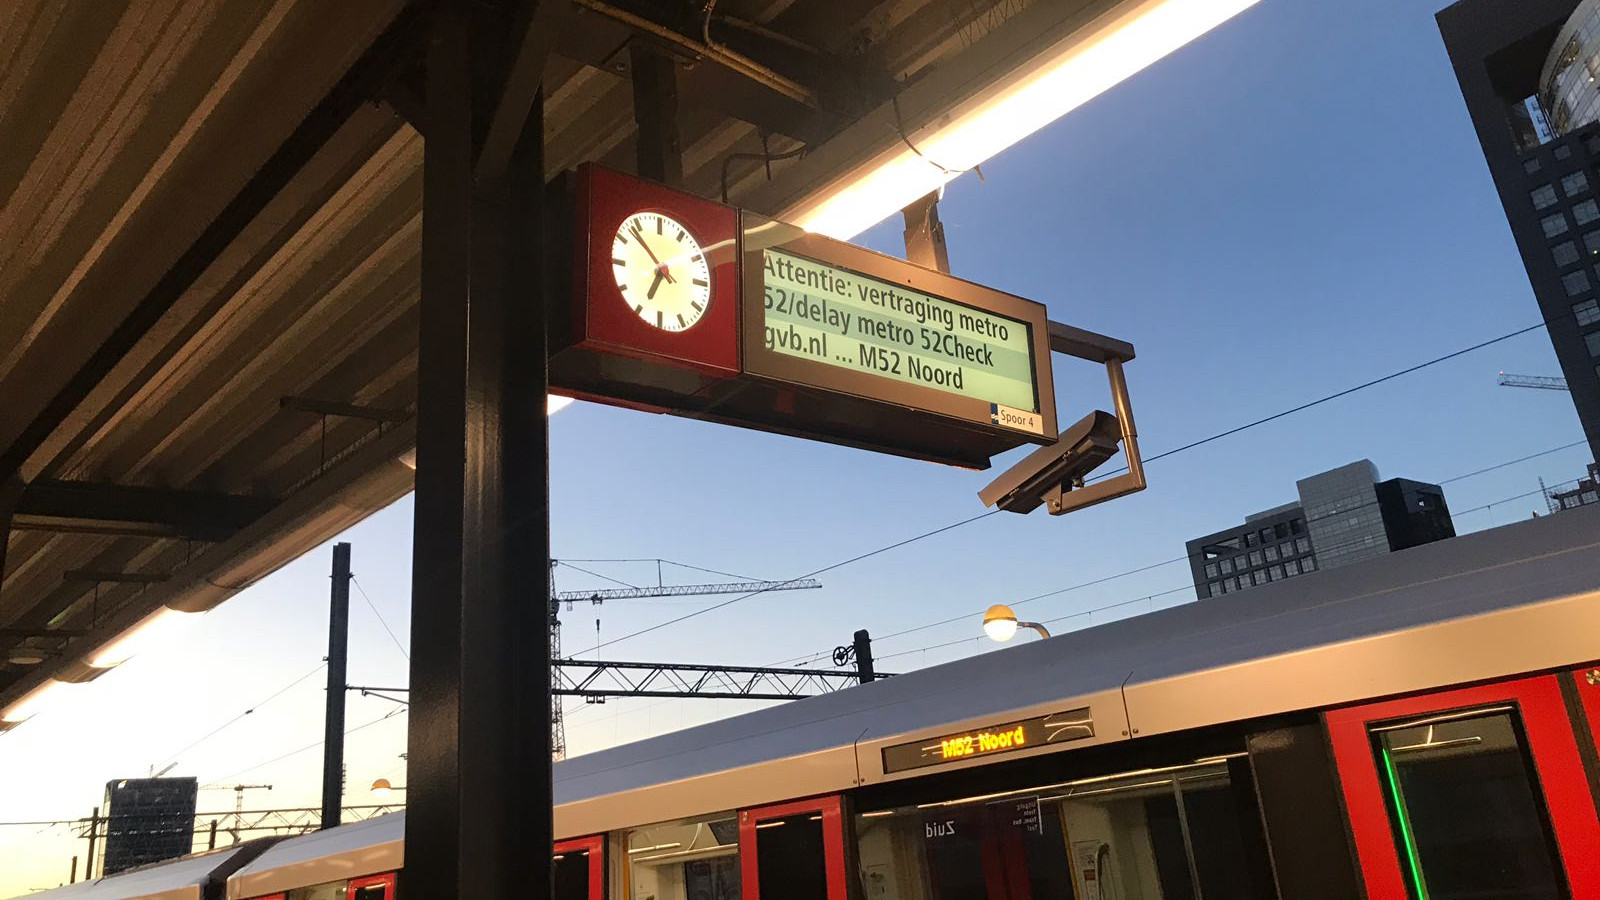 Attentie: vertraging metro
52/delay metro 52Check
gvb.nl ... M52 Noord
Spoor 4
M52 Noord
Zuid